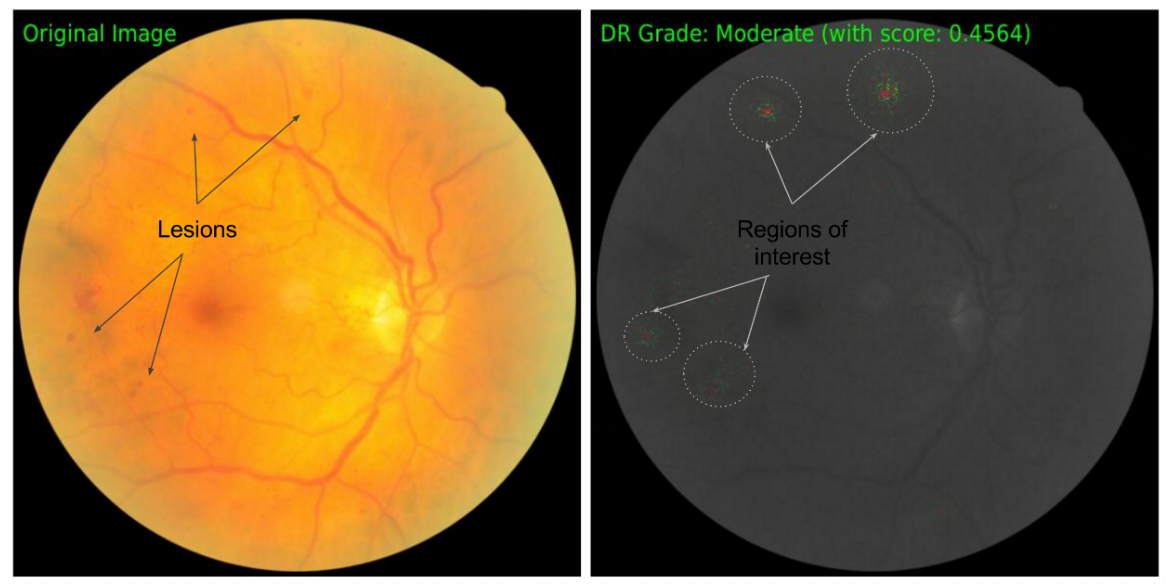 Original Image
Lesions
DR Grade: Moderate (with score: 0.4564)
Regions of
interest